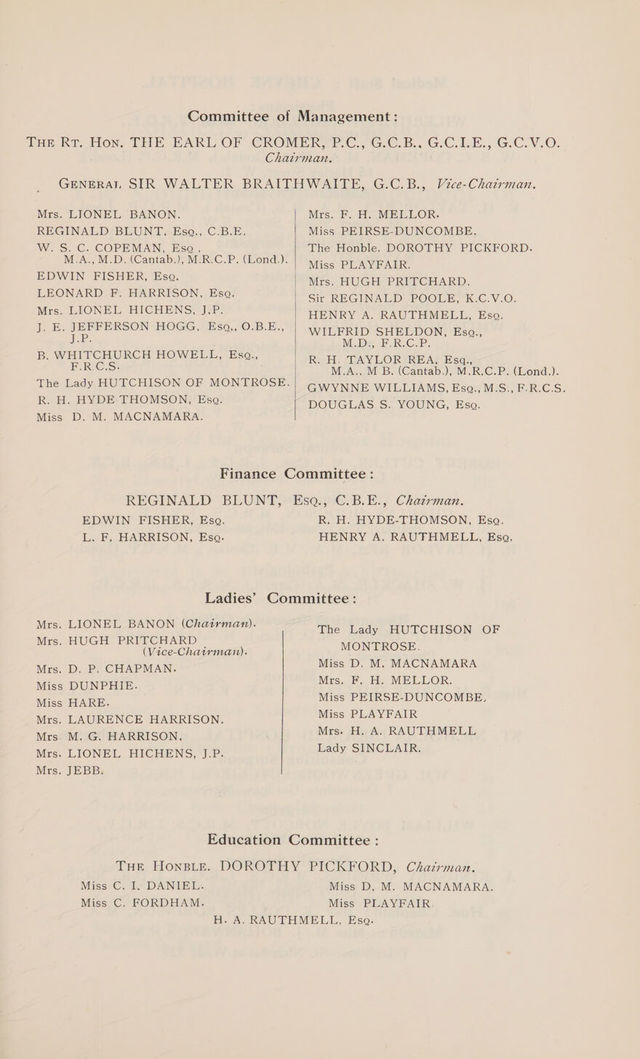 Committee of Management:
THE RT. HON. THE EARL OF CROMER, P.C., G.C.B., G.C.I.E., G.C.V.O.
Chairman.
GENERAL SIR WALTER BRAITHWAITE, G.C.B., Vice-Chairman.
Mrs. LIONEL BANON.
REGINALD BLUNT, Esq., C.B.E.
W. S. C. COPEMAN, Esq.,
M.A., M.D. (Cantab.), M.R.C.P. (Lond.).
EDWIN FISHER, Esq.
LEONARD F. HARRISON, Esq.
Mrs. LIONEL HICHENS, J.P.
J. E. JEFFERSON HOGG, Esq., O.B.E.,
J.P.
B. WHITCHURCH HOWELL, Esq.,
F.R.C.S.
The Lady HUTCHISON OF MONTROSE.
R. H. HYDE THOMSON, Esq.
Miss D. M. MACNAMARA.
Mrs. F. H. MELLOR.
Miss PEIRSE-DUNCOMBE.
The Honble. DOROTHY PICKFORD.
Miss PLAYFAIR.
Mrs. HUGH PRITCHARD.
Sir REGINALD POOLE, K.C.V.O.
HENRY A. RAUTHMELL, Esq.
WILFRID SHELDON, Esq.,
M.D., F.R.C.P.
R. H. TAYLOR REA, Esq.,
M.A., M B. (Cantab.), M.R.C.P. (Lond.).
GWYNNE WILLIAMS, Esq., M.S., F.R.C.S.
DOUGLAS S. YOUNG, Esq.
Finance Committee:
REGINALD BLUNT, Esq., C.B.E., Chairman.
EDWIN FISHER, Esq.
L. F. HARRISON, Esq.
R. H. HYDE-THOMSON, Esq.
HENRY A. RAUTHMELL, Esq.
Ladies' Committee:
Mrs. LIONEL BANON (Chairman).
Mrs. HUGH PRITCHARD
(Vice-Chairman).
Mrs. D. P. CHAPMAN.
Miss DUNPHIE.
Miss HARE.
Mrs. LAURENCE HARRISON.
Mrs. M. G. HARRISON.
Mrs. LIONEL HICHENS, J.P.
Mrs. JEBB.
The Lady HUTCHISON OF
MONTROSE.
Miss D. M. MACNAMARA
Mrs. F. H. MELLOR.
Miss PEIRSE-DUNCOMBE.
Miss PLAYFAIR
Mrs. H. A. RAUTHMELL
Lady SINCLAIR.
Education Committee:
THE HONBLE. DOROTHY PICKFORD, Chairman.
Miss C. I. DANIEL.
Miss C. FORDHAM.
Miss D. M. MACNAMARA.
Miss PLAYFAIR
H. A. RAUTHMELL, Esq.